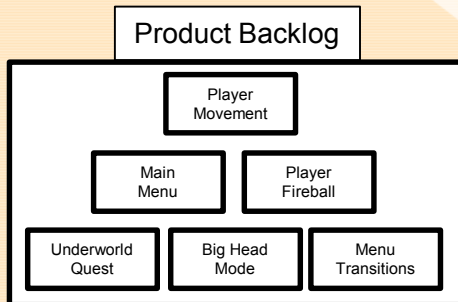 Product Backlog
Player
Movement
Main
Menu
Player
Fireball
Underworld
Quest
Big Head
Mode
Menu
Transitions